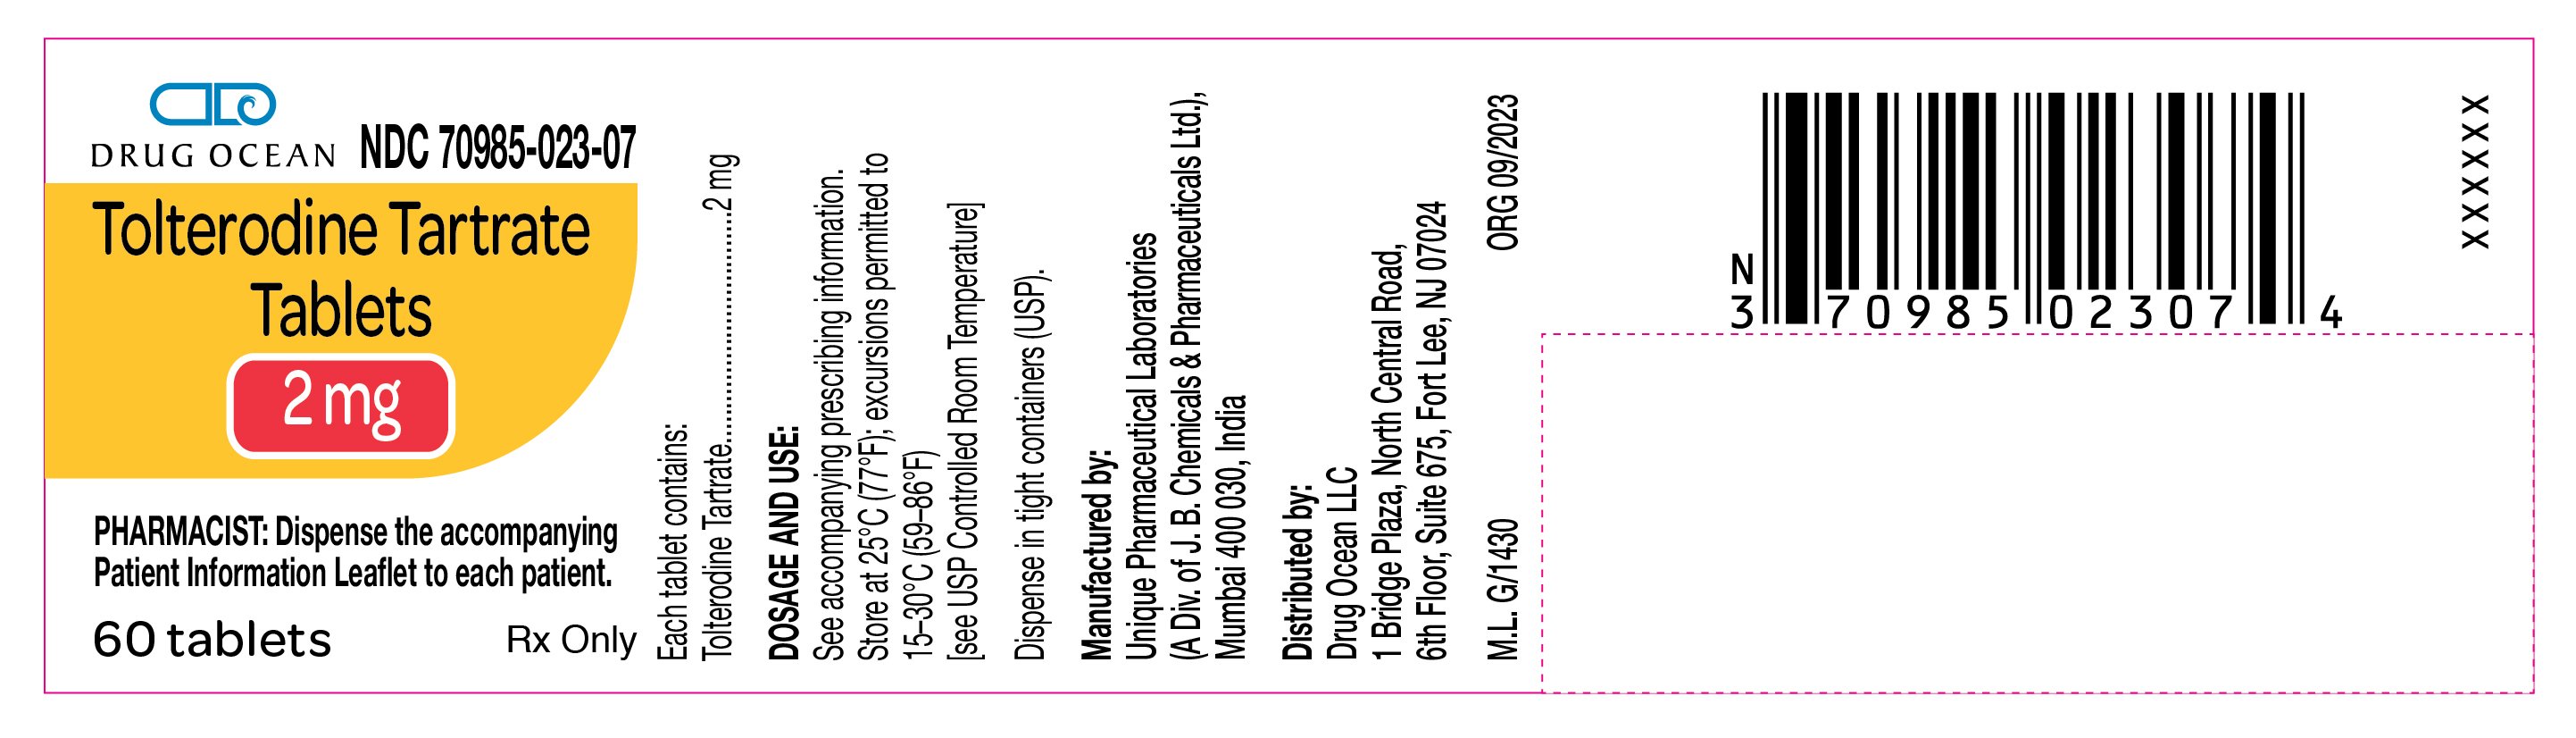 DRUG OCEAN
NDC 70985-023-07
Tolterodine Tartrate
Tablets
2 mg
PHARMACIST: Dispense the accompanying
Patient Information Leaflet to each patient.
60 tablets
Rx Only
Each tablet contains:
Tolterodine Tartrate......................................2 mg
DOSAGE AND USE:
See accompanying prescribing information.
Store at 25°C (77°F); excursions permitted to
15–30°C (59–86°F)
[see USP Controlled Room Temperature]
Dispense in tight containers (USP).
Manufactured by:
Unique Pharmaceutical Laboratories
(A Div. of J. B. Chemicals & Pharmaceuticals Ltd.),
Mumbai 400 030, India
Distributed by:
Drug Ocean LLC
1 Bridge Plaza, North Central Road,
6th Floor, Suite 675, Fort Lee, NJ 07024
M.L. G/1430
ORG 09/2023
N
3 70985 02307 4
XXXXXX